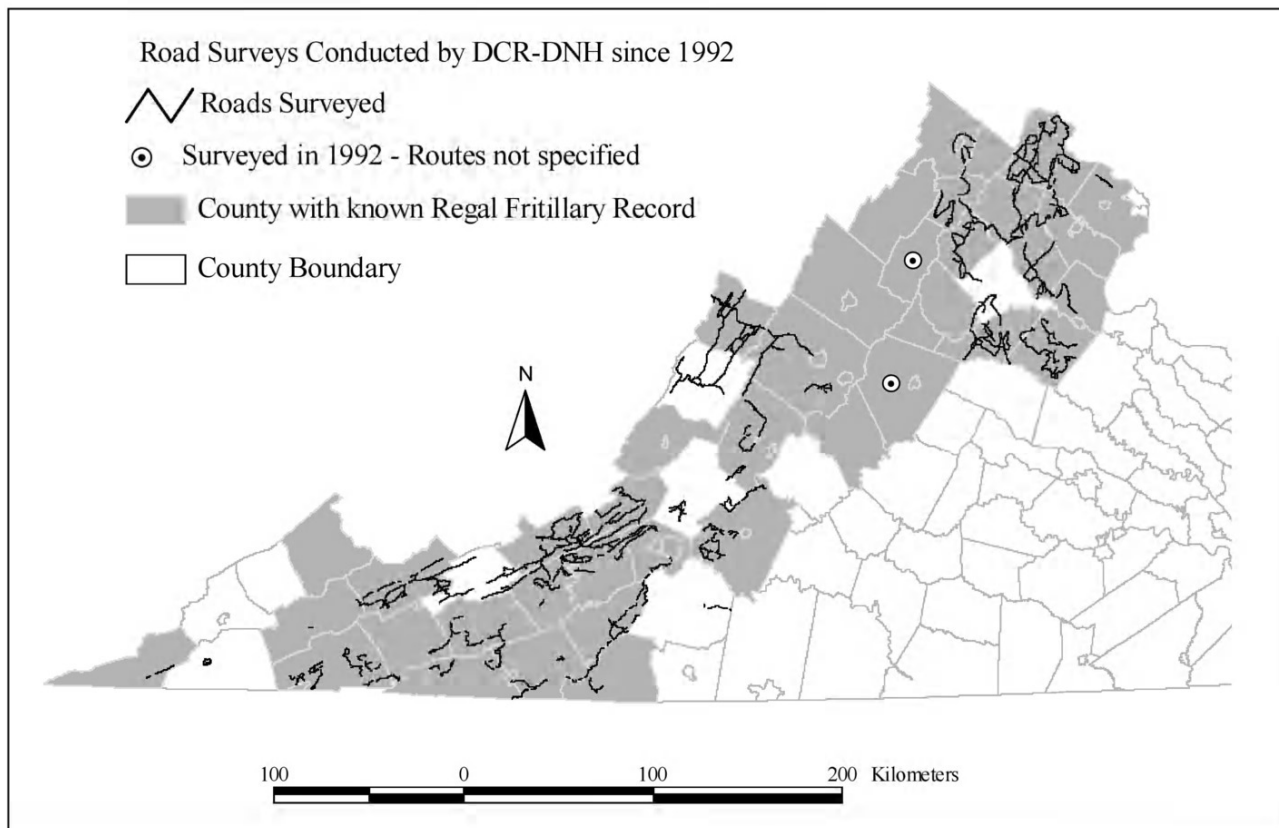 Road Surveys Conducted by DCR-DNH since 1992
Roads Surveyed
Surveyed in 1992 - Routes not specified
County with known Regal Fritillary Record
County Boundary
N
100 0 100 200 Kilometers